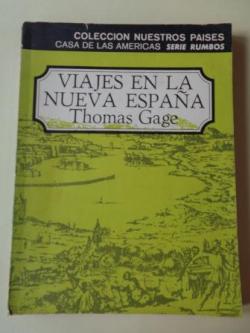 COLECCION NUESTROS PAISES
CASA DE LAS AMERICAS SERIE RUMBOS
VIAJES EN LA
NUEVA ESPAÑA
Thomas Gage